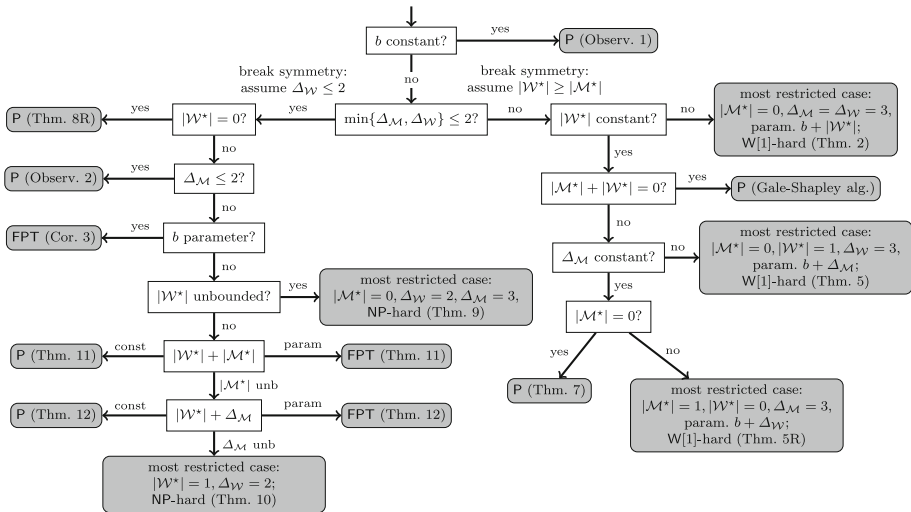 b constant?
yes
P (Observ. 1)
no
break symmetry:
assume Δ_𝒲 ≤ 2
break symmetry:
assume |𝒲⋆| ≥ |ℳ⋆|
min{Δ_ℳ, Δ_𝒲} ≤ 2?
yes
no
|𝒲⋆| = 0?
yes
P (Thm. 8R)
no
Δ_ℳ ≤ 2?
yes
P (Observ. 2)
no
b parameter?
yes
FPT (Cor. 3)
no
|𝒲⋆| unbounded?
yes
most restricted case:
|ℳ⋆| = 0, Δ_𝒲 = 2, Δ_ℳ = 3,
NP-hard (Thm. 9)
no
|𝒲⋆| + |ℳ⋆|
const
P (Thm. 11)
param
FPT (Thm. 11)
|ℳ⋆| unb
|𝒲⋆| + Δ_ℳ
const
P (Thm. 12)
param
FPT (Thm. 12)
Δ_ℳ unb
most restricted case:
|𝒲⋆| = 1, Δ_𝒲 = 2;
NP-hard (Thm. 10)
|𝒲⋆| constant?
no
most restricted case:
|ℳ⋆| = 0, Δ_ℳ = Δ_𝒲 = 3,
param. b + |𝒲⋆|;
W[1]-hard (Thm. 2)
yes
|ℳ⋆| + |𝒲⋆| = 0?
yes
P (Gale-Shapley alg.)
no
Δ_ℳ constant?
no
most restricted case:
|ℳ⋆| = 0, |𝒲⋆| = 1, Δ_𝒲 = 3,
param. b + Δ_ℳ;
W[1]-hard (Thm. 5)
yes
|ℳ⋆| = 0?
yes
P (Thm. 7)
no
most restricted case:
|ℳ⋆| = 1, |𝒲⋆| = 0, Δ_ℳ = 3,
param. b + Δ_𝒲;
W[1]-hard (Thm. 5R)